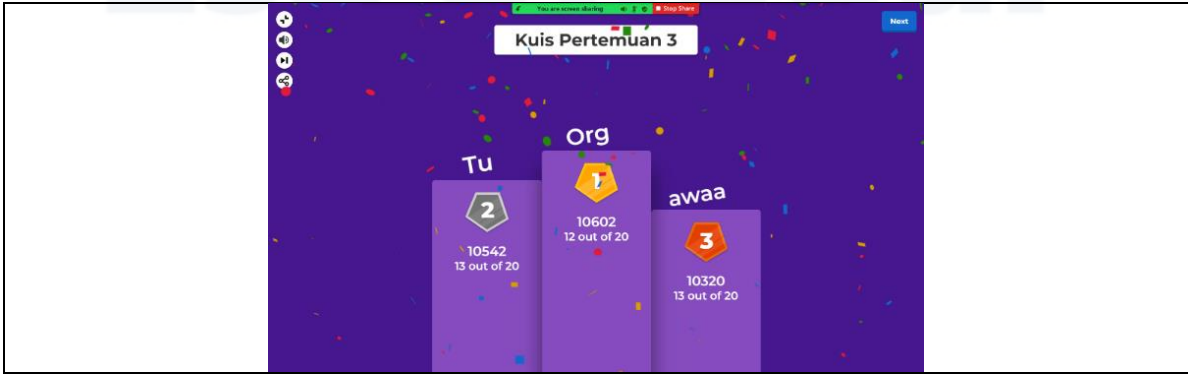 You are screen sharing
Stop Share
Next
Kuis Pertemuan 3
Org
Tu
awaa
1
10602
12 out of 20
2
10542
13 out of 20
3
10320
13 out of 20